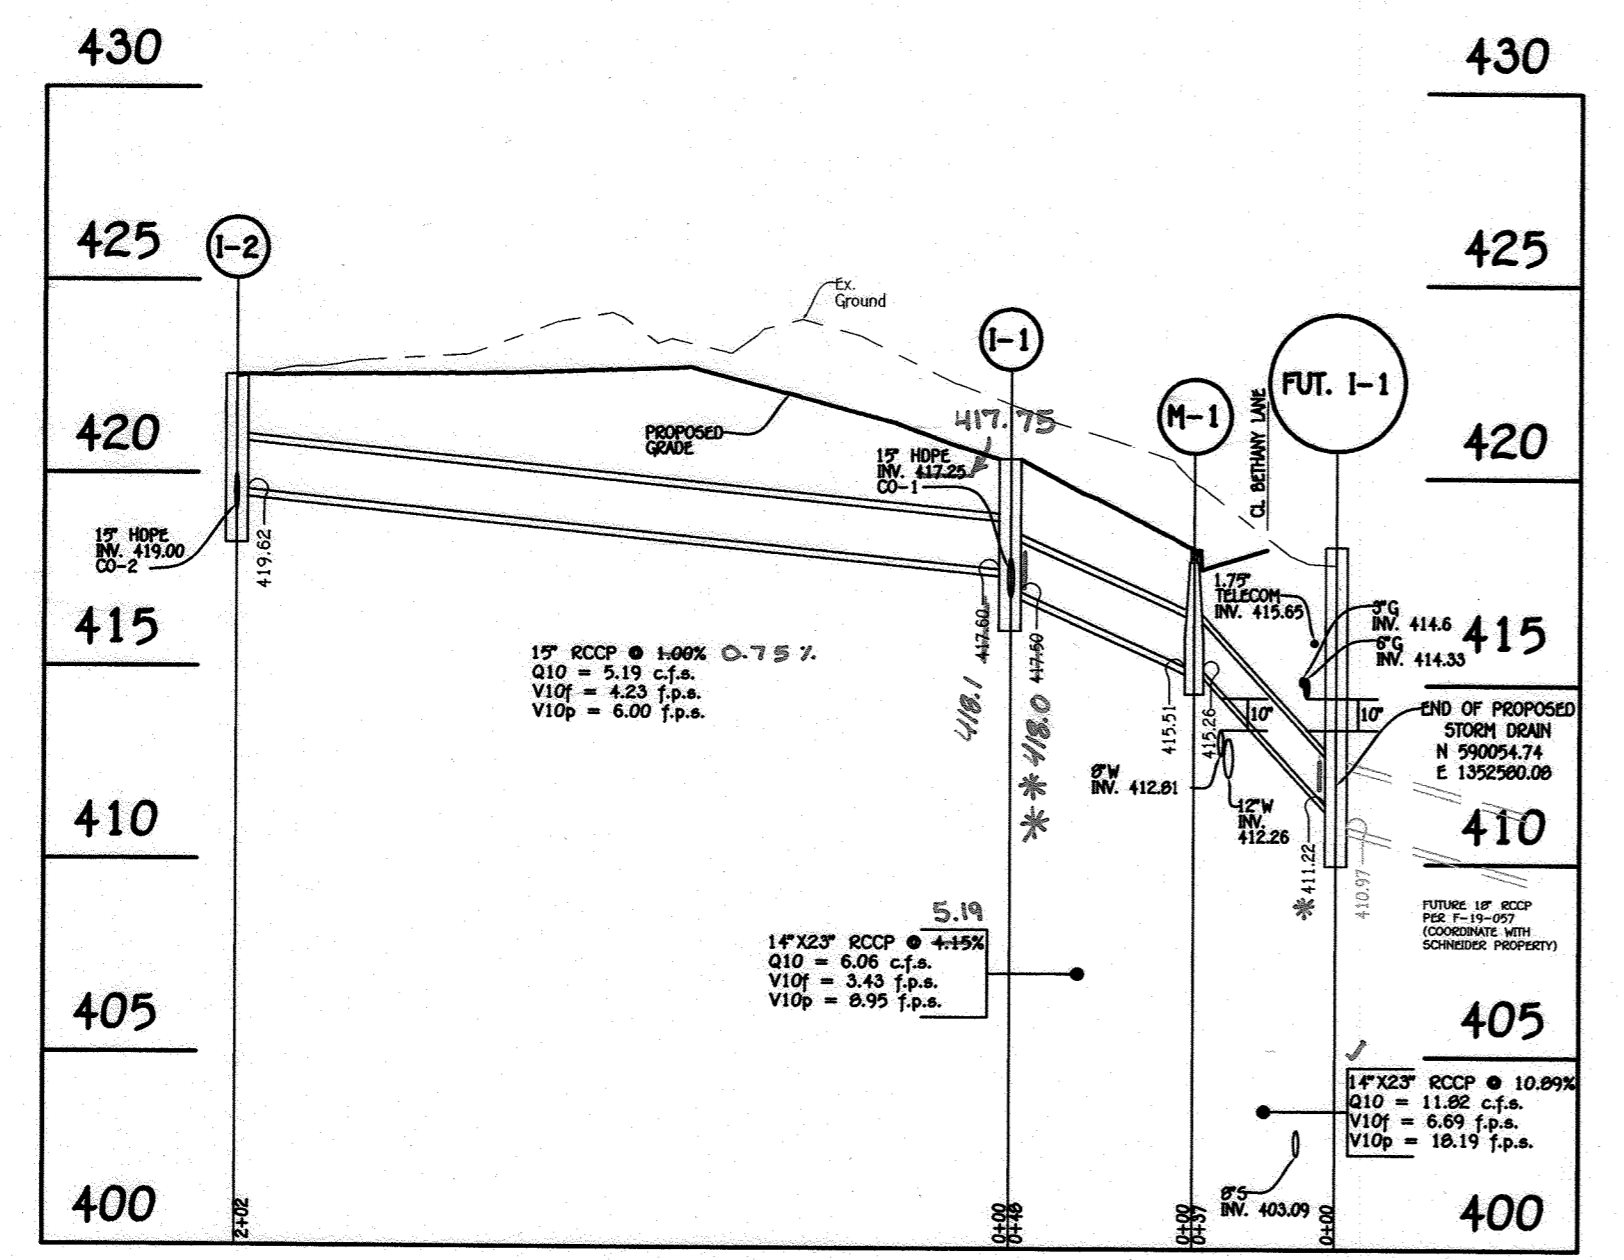 430
430
425
425
I-2
Ex.
Ground
I-1
FUT. I-1
M-1
CL BETHANY LANE
420
420
417.75
PROPOSED
GRADE
15" HDPE
INV. 417.25
CO-1
15" HDPE
INV. 419.00
CO-2
419.62
1.75"
TELECOM
INV. 415.65
3"G
INV. 414.6
6"G
INV. 414.33
415
415
15" RCCP @ 1.00% 0.75%
Q10 = 5.19 c.f.s.
V10f = 4.23 f.p.s.
V10p = 6.00 f.p.s.
417.60
418.1
417.50
**418.0
415.51
415.26
10"
10"
END OF PROPOSED
STORM DRAIN
N 590054.74
E 1352580.08
8"W
INV. 412.81
12"W
INV.
412.26
410
410
*411.22
410.97
FUTURE 18" RCCP
PER F-19-057
(COORDINATE WITH
SCHNEIDER PROPERTY)
5.19
14"X23" RCCP @ 4.15%
Q10 = 6.06 c.f.s.
V10f = 3.43 f.p.s.
V10p = 8.95 f.p.s.
405
405
14"X23" RCCP @ 10.89%
Q10 = 11.82 c.f.s.
V10f = 6.69 f.p.s.
V10p = 18.19 f.p.s.
8"S
INV. 403.09
400
400
2+02
0+00
0+48
0+00
0+37
0+00